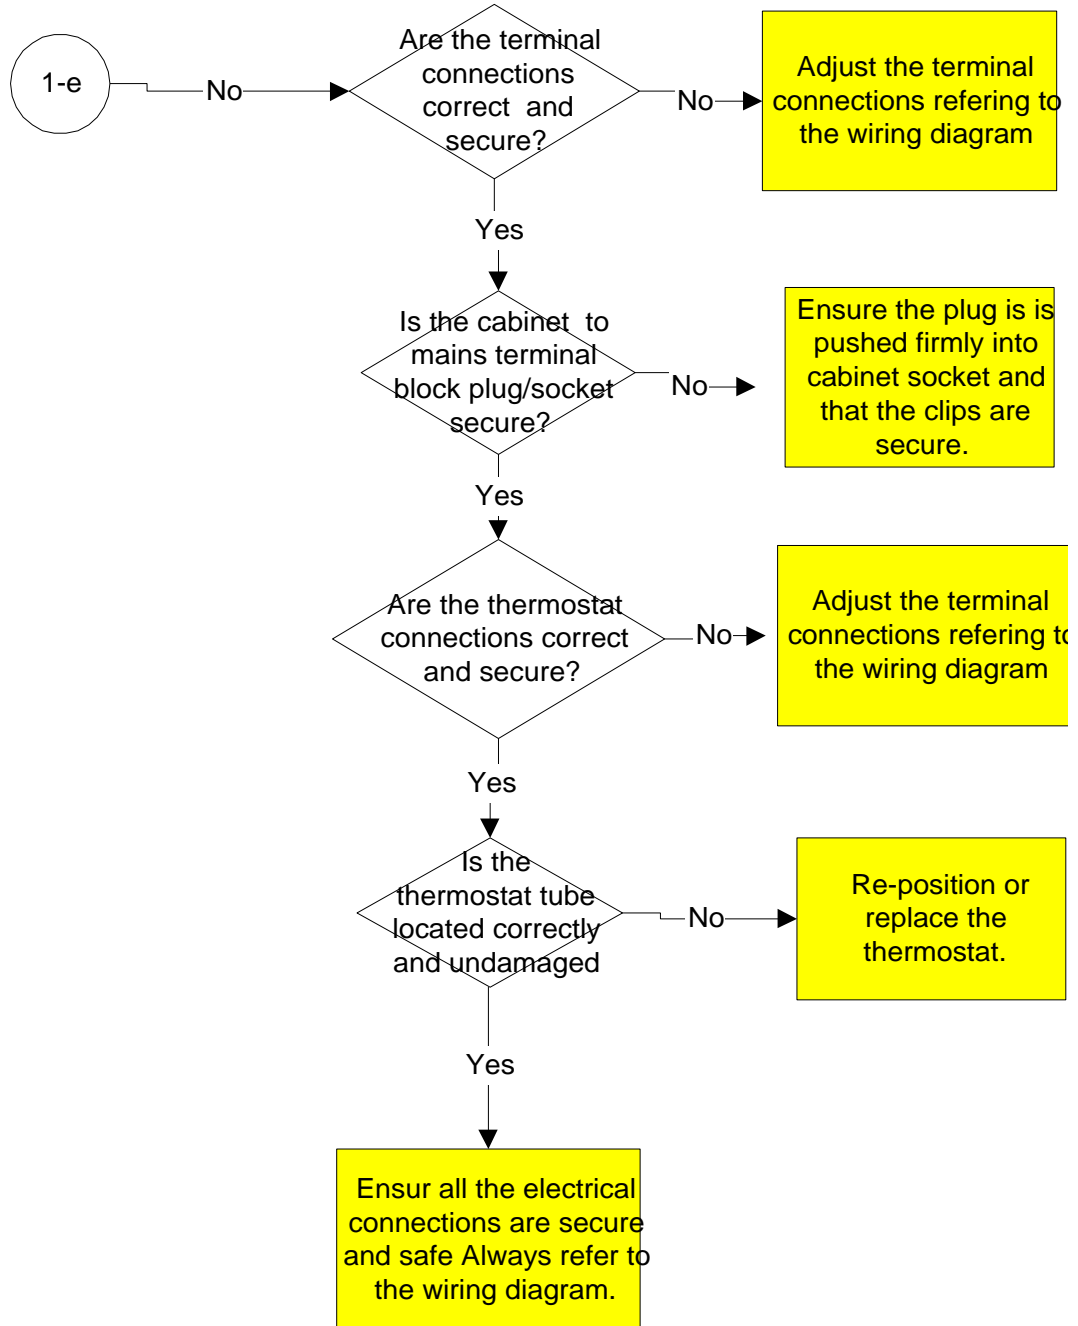 1-e
No
Are the terminal
connections
correct and
secure?
No
Adjust the terminal
connections refering to
the wiring diagram
Yes
Is the cabinet to
mains terminal
block plug/socket
secure?
No
Ensure the plug is is
pushed firmly into
cabinet socket and
that the clips are
secure.
Yes
Are the thermostat
connections correct
and secure?
No
Adjust the terminal
connections refering to
the wiring diagram
Yes
Is the
thermostat tube
located correctly
and undamaged
No
Re-position or
replace the
thermostat.
Yes
Ensur all the electrical
connections are secure
and safe Always refer to
the wiring diagram.